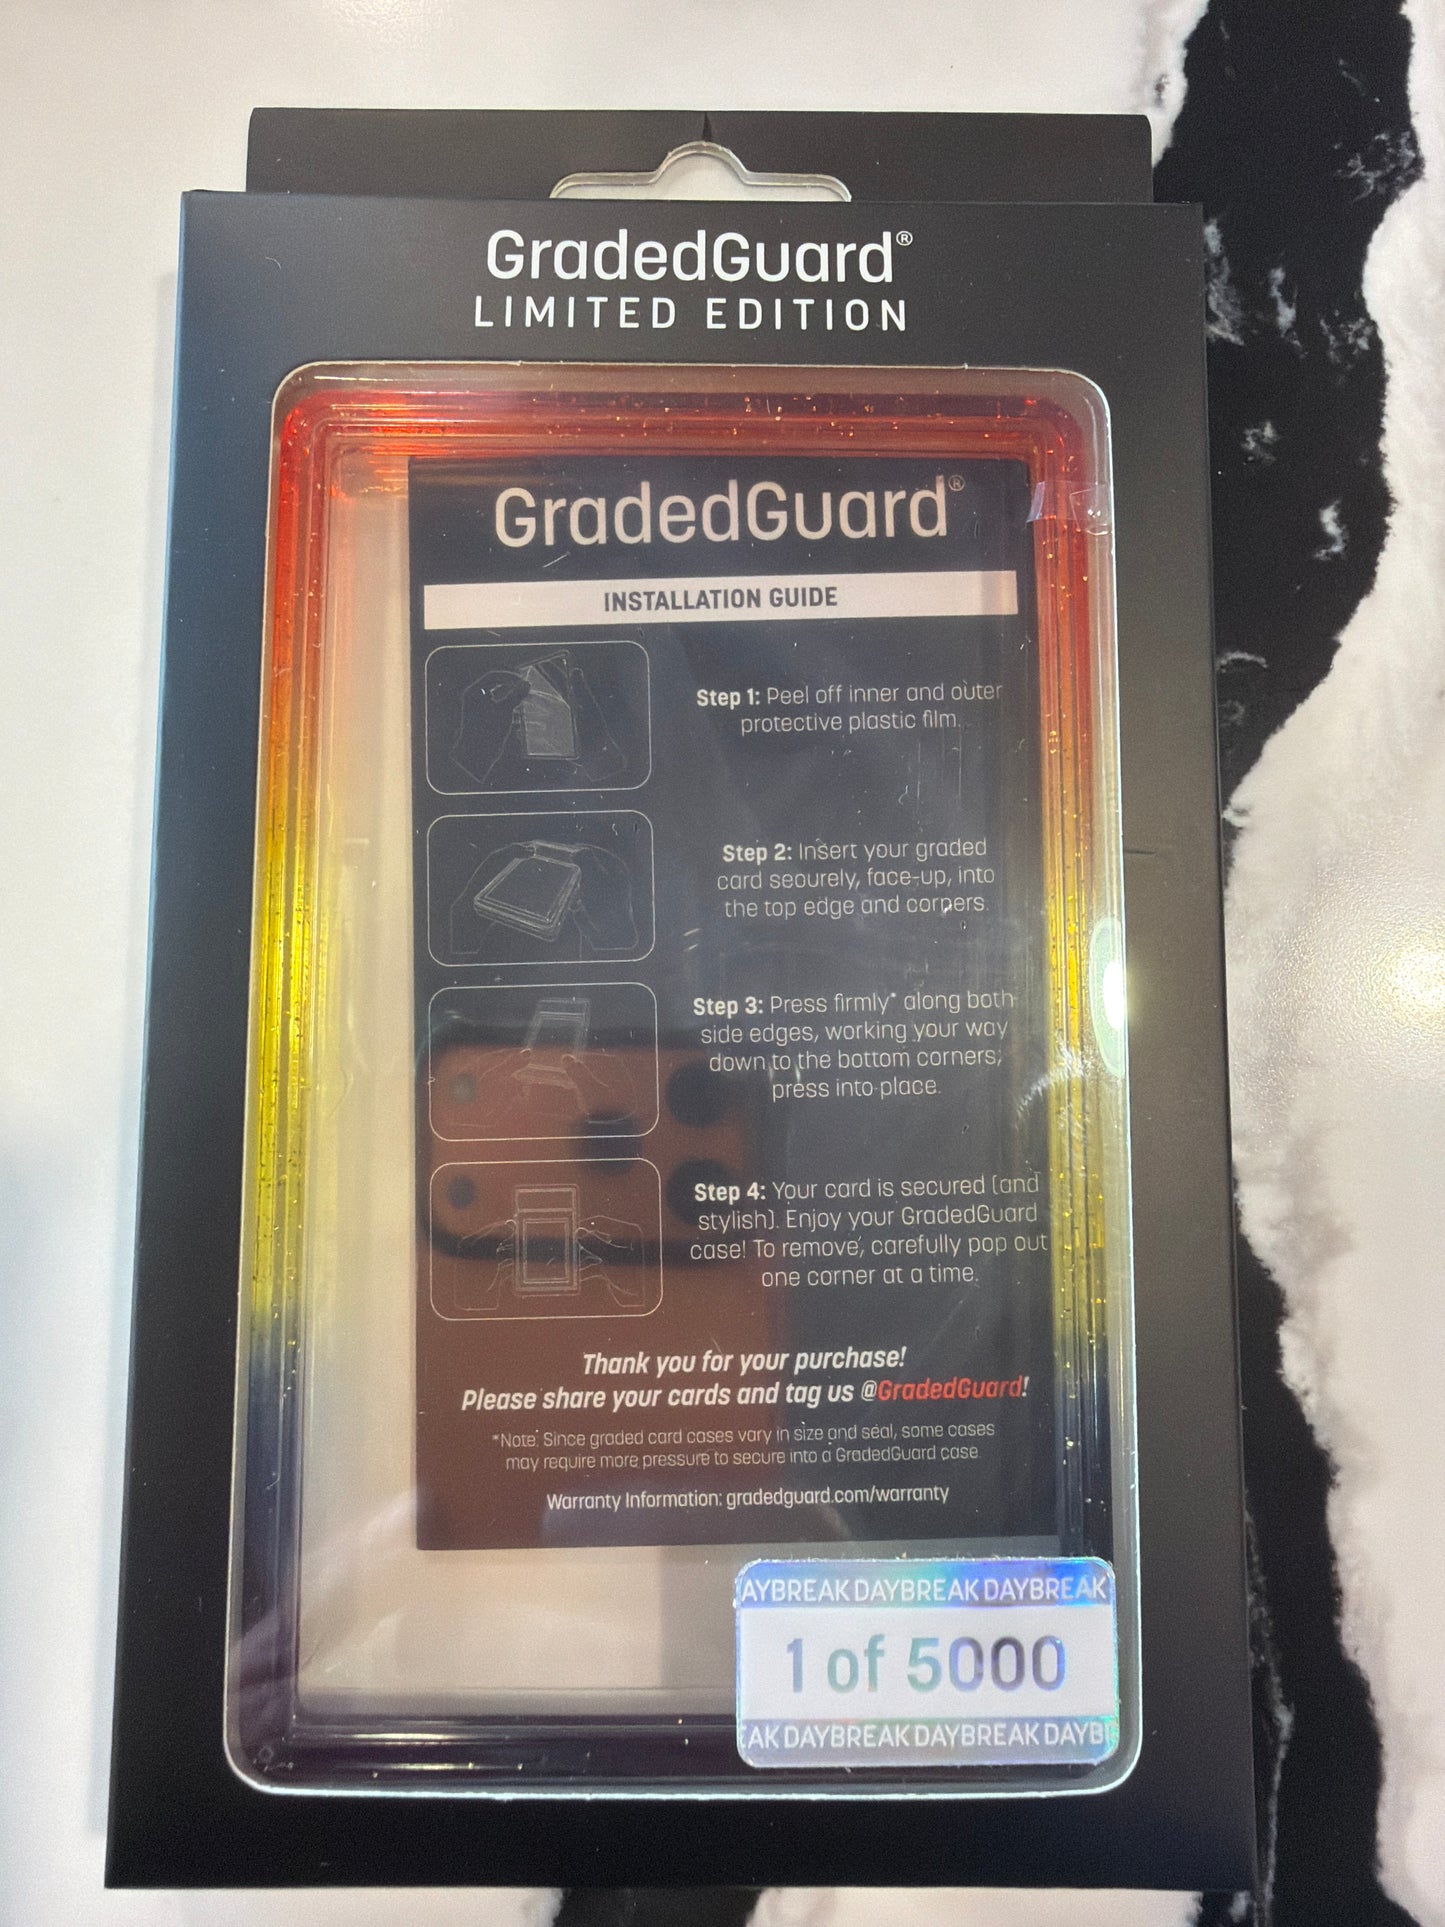 GradedGuard®
LIMITED EDITION
GradedGuard®
INSTALLATION GUIDE
Step 1: Peel off inner and outer
protective plastic film.
Step 2: Insert your graded
card securely, face-up, into
the top edge and corners.
Step 3: Press firmly* along both
side edges, working your way
down to the bottom corners;
press into place.
Step 4: Your card is secured (and
stylish). Enjoy your GradedGuard
case! To remove, carefully pop out
one corner at a time.
Thank you for your purchase!
Please share your cards and tag us @GradedGuard!
*Note: Since graded card cases vary in size and seal, some cases
may require more pressure to secure into a GradedGuard case.
Warranty Information: gradedguard.com/warranty
AYBREAK DAYBREAK DAYBREAK
1 of 5000
EAK DAYBREAK DAYBREAK DAYB